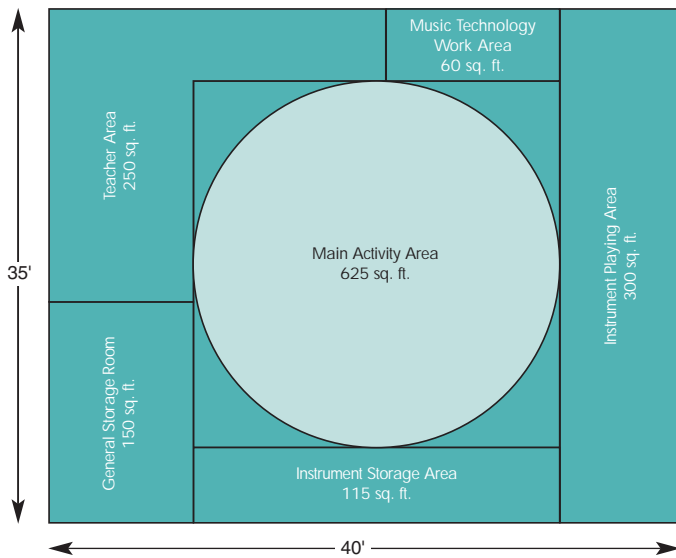 Music Technology
Work Area
60 sq. ft.
Teacher Area
250 sq. ft.
Main Activity Area
625 sq. ft.
Instrument Playing Area
300 sq. ft.
35'
General Storage Room
150 sq. ft.
Instrument Storage Area
115 sq. ft.
40'